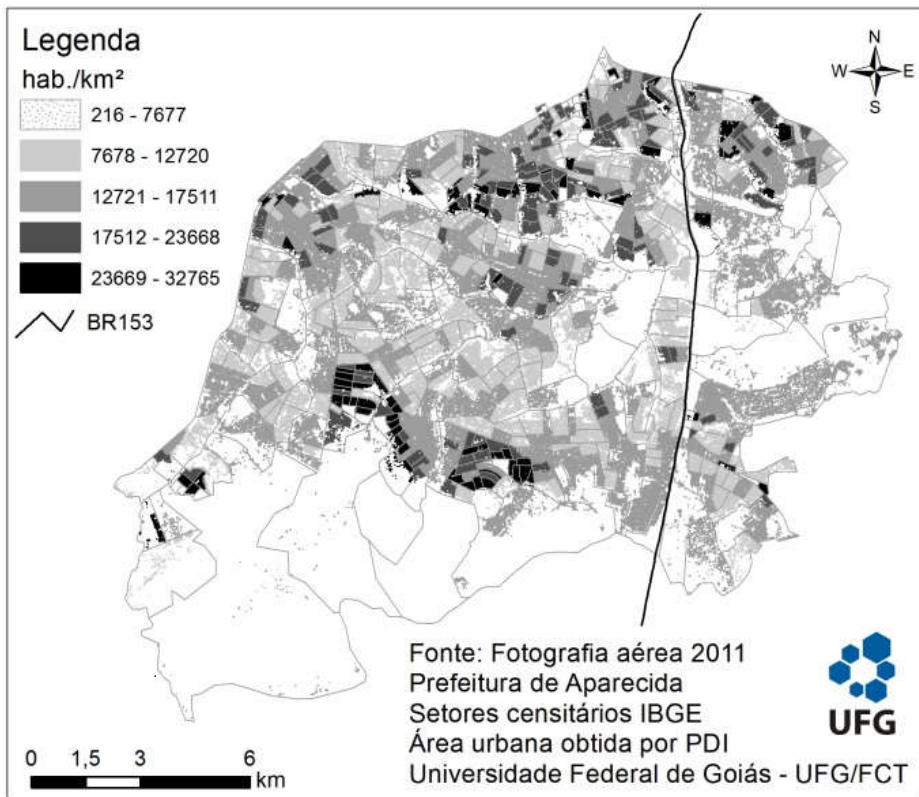 Legenda
hab./km²
216 - 7677
7678 - 12720
12721 - 17511
17512 - 23668
23669 - 32765
BR153
N
W E
S
Fonte: Fotografia aérea 2011
Prefeitura de Aparecida
Setores censitários IBGE
Área urbana obtida por PDI
Universidade Federal de Goiás - UFG/FCT
UFG
0 1,5 3 6
km